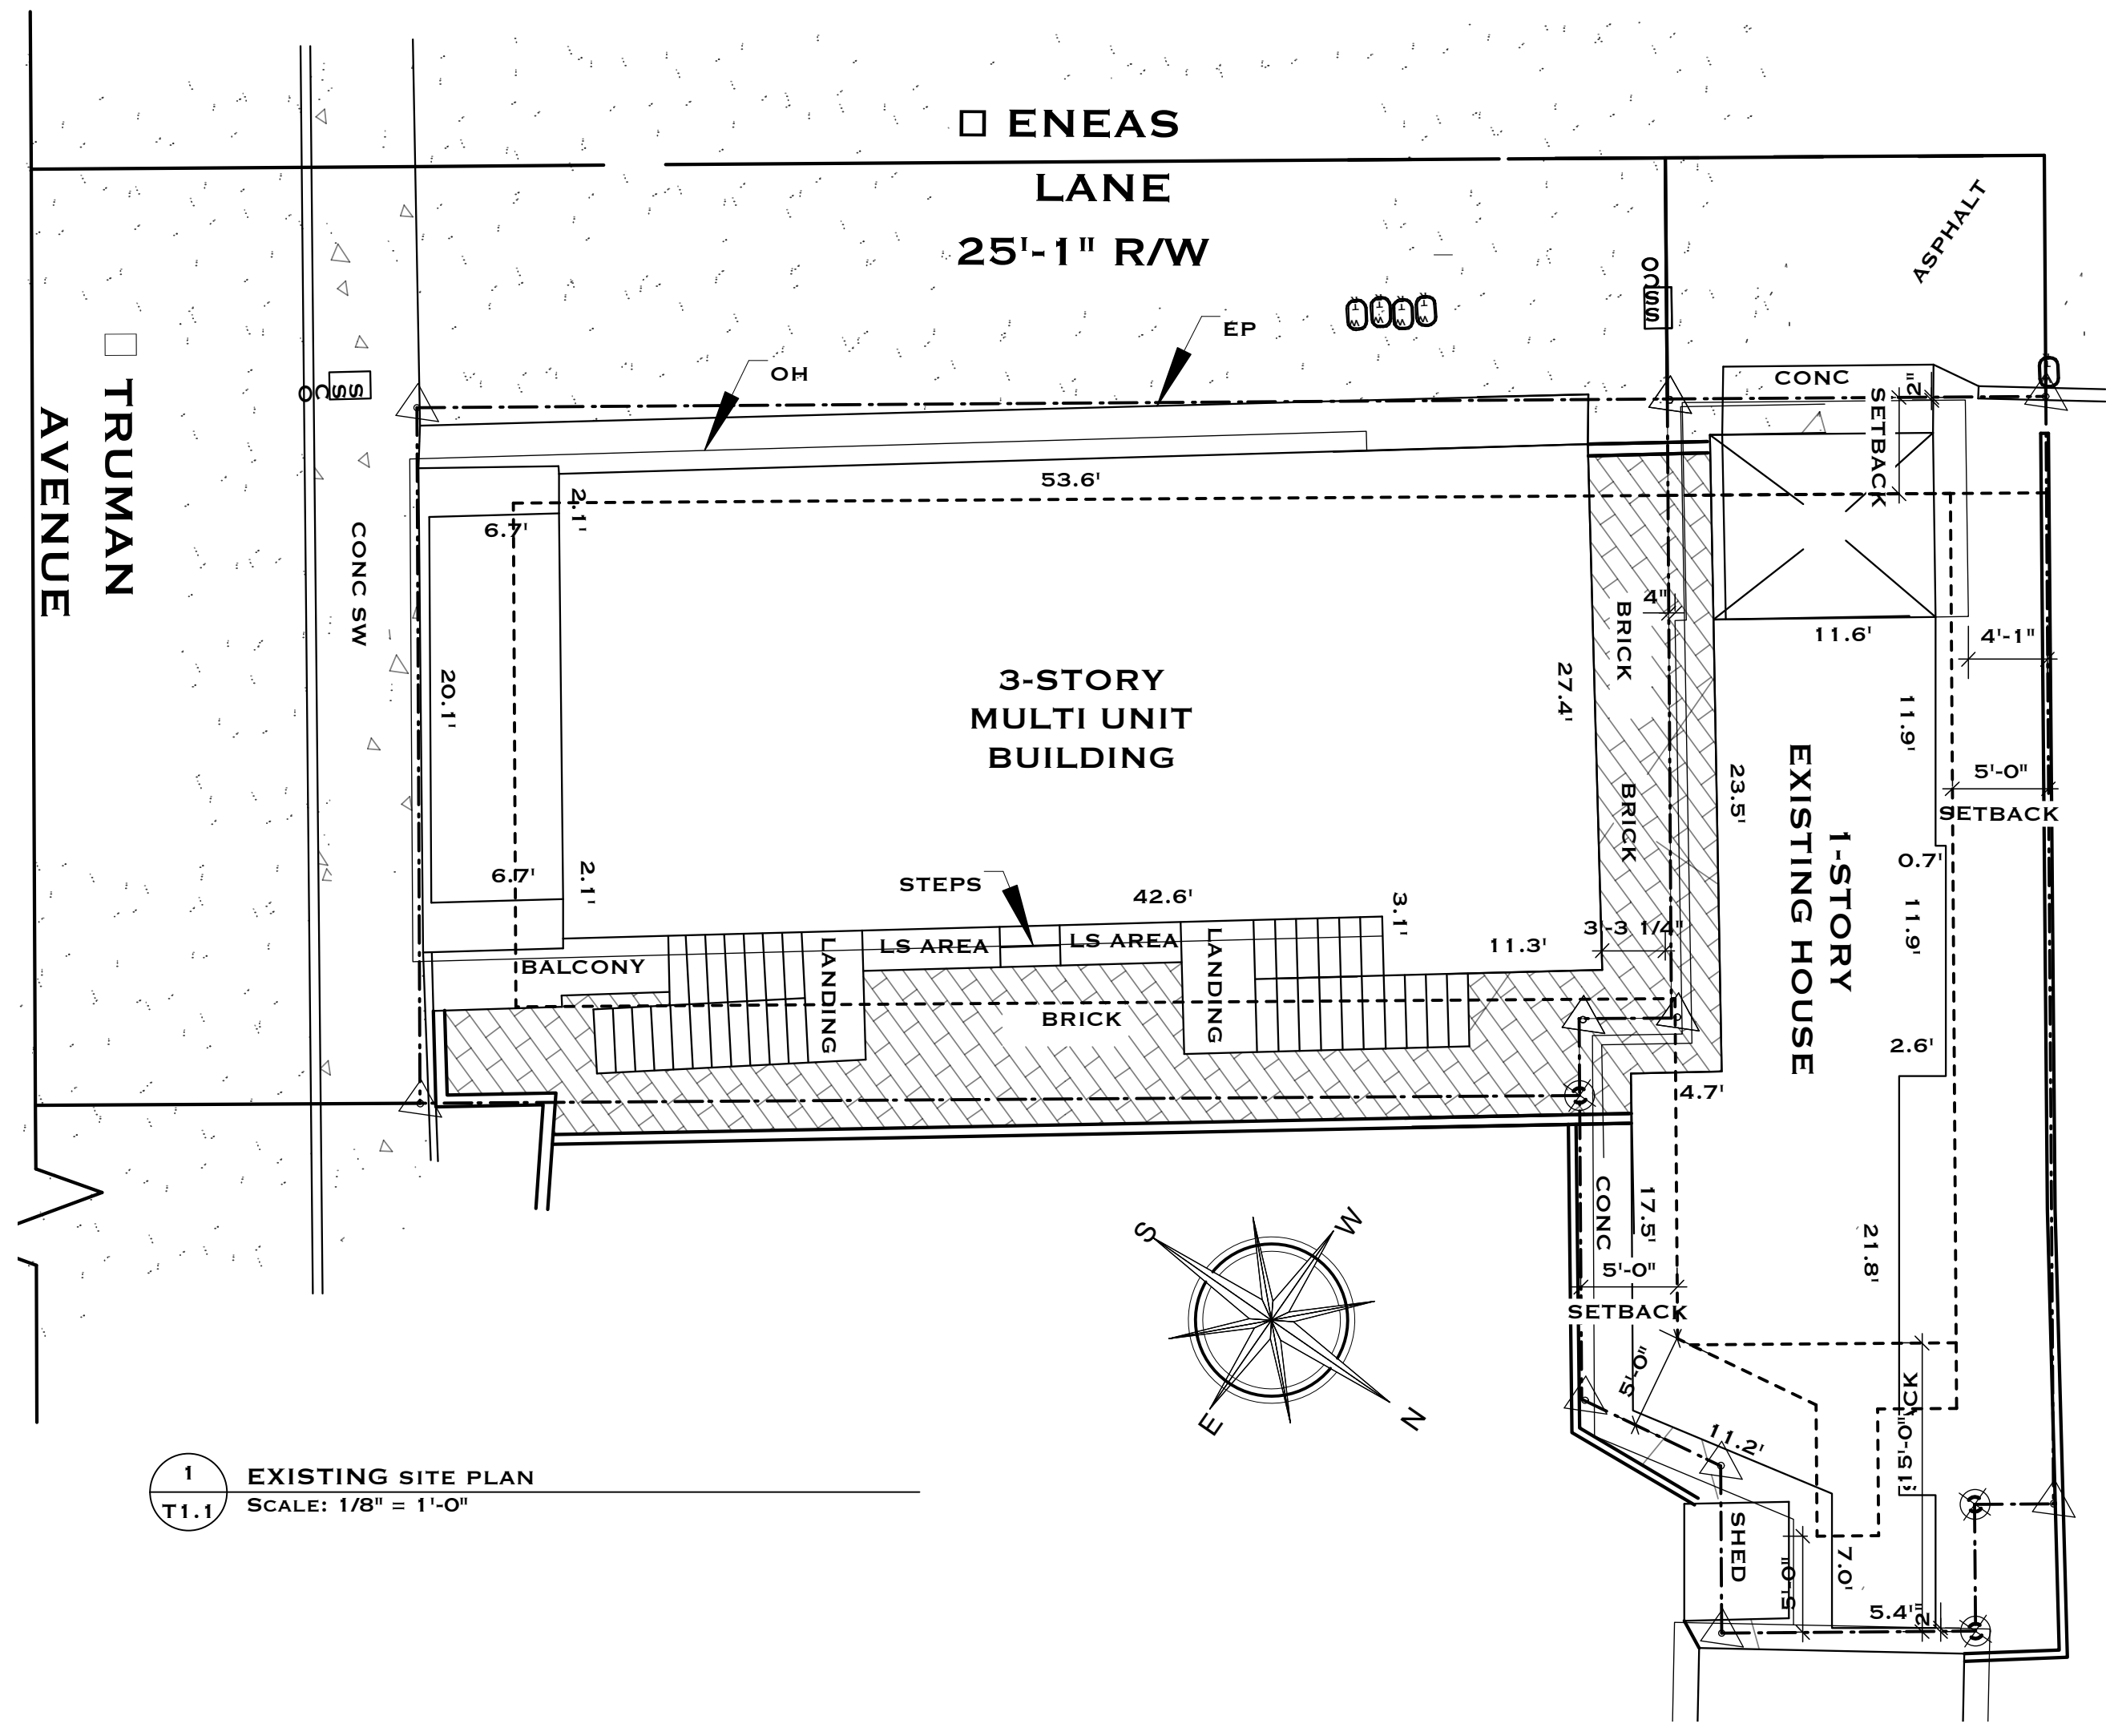 ENEAS
LANE
25'-1" R/W
ASPHALT
EP
OH
CO
SS
CO
SS
CONC
SETBACK
2"
TRUMAN
AVENUE
CONC SW
53.6'
2.1'
6.7'
20.1'
6.7'
2.1'
3-STORY
MULTI UNIT
BUILDING
27.4'
BRICK
4"
BRICK
23.5'
11.6'
4'-1"
11.9'
5'-0"
SETBACK
1-STORY
EXISTING HOUSE
0.7'
11.9'
2.6'
STEPS
42.6'
3.1'
11.3'
3'-3 1/4"
BALCONY
LANDING
LS AREA
LS AREA
LANDING
BRICK
4.7'
CONC
17.5'
5'-0"
SETBACK
21.8'
5'-0"
11.2'
15'-0"
SHED
5'-0"
7.0'
5.4'
2"
S
W
E
N
1
T1.1
EXISTING SITE PLAN
SCALE: 1/8" = 1'-0"